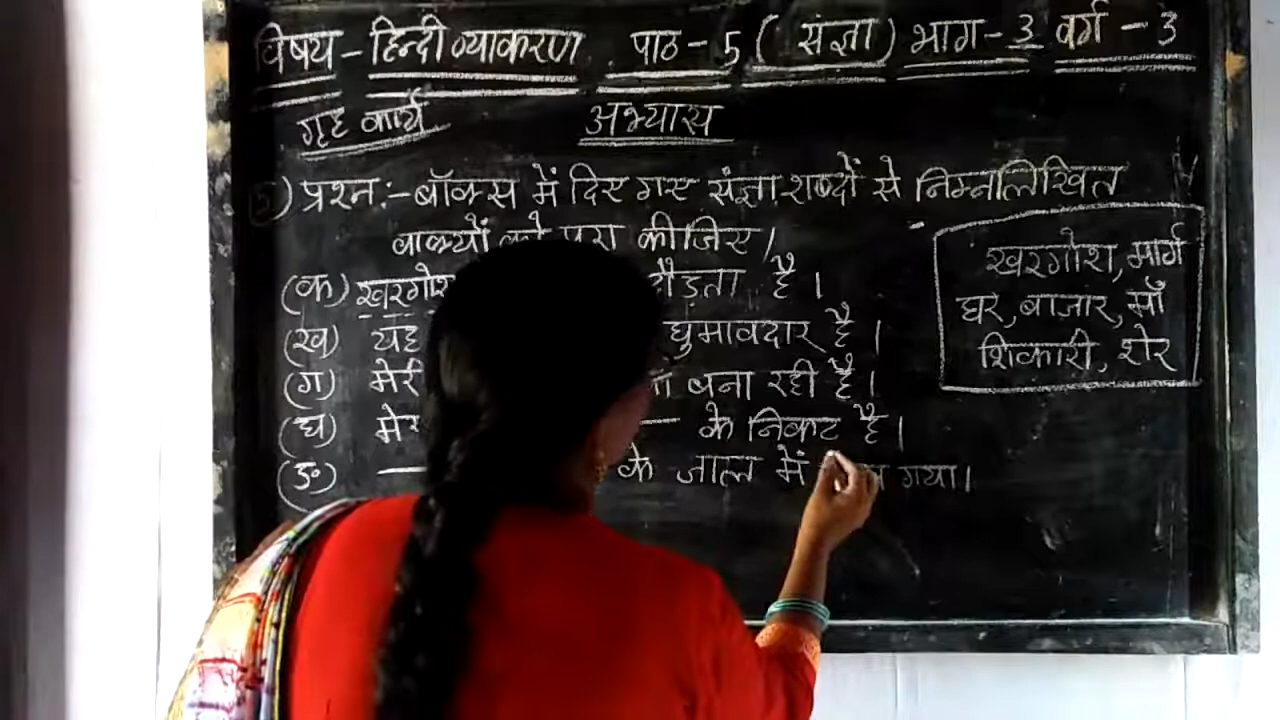 विषय - हिन्दी व्याकरण पाठ - 5 ( संज्ञा ) भाग - 3 वर्ग - 3
गृह कार्य अभ्यास
प्रश्न :- बॉक्स में दिए गए संज्ञा शब्दों से निम्नलिखित
वाक्यों को पूरा कीजिए।
खरगोश, मार्ग
घर, बाजार, माँ
शिकारी, शेर
(क) खरगोश दौड़ता है।
(ख) यह घुमावदार है।
(ग) मेरी बना रही है।
(घ) के निकट है।
(ङ) के जाल में गया।